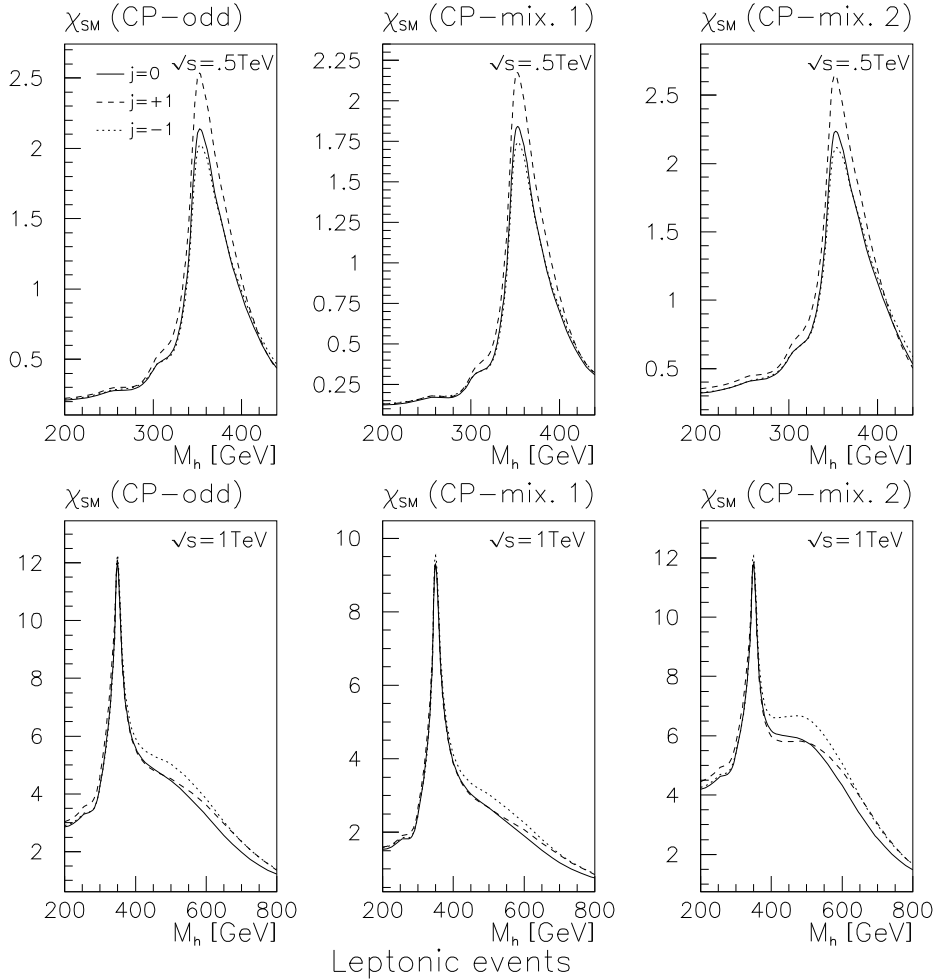 χSM (CP-odd)
χSM (CP-mix. 1)
χSM (CP-mix. 2)
√s=.5TeV
j=0
j=+1
j=-1
2.5
2
1.5
1
0.5
200
300
400
Mh [GeV]
√s=.5TeV
2.25
2
1.75
1.5
1.25
1
0.75
0.5
0.25
200
300
400
Mh [GeV]
√s=.5TeV
2.5
2
1.5
1
0.5
200
300
400
Mh [GeV]
χSM (CP-odd)
χSM (CP-mix. 1)
χSM (CP-mix. 2)
√s=1TeV
12
10
8
6
4
2
200
400
600
800
Mh [GeV]
√s=1TeV
10
8
6
4
2
200
400
600
800
Mh [GeV]
√s=1TeV
12
10
8
6
4
2
200
400
600
800
Mh [GeV]
Leptonic events